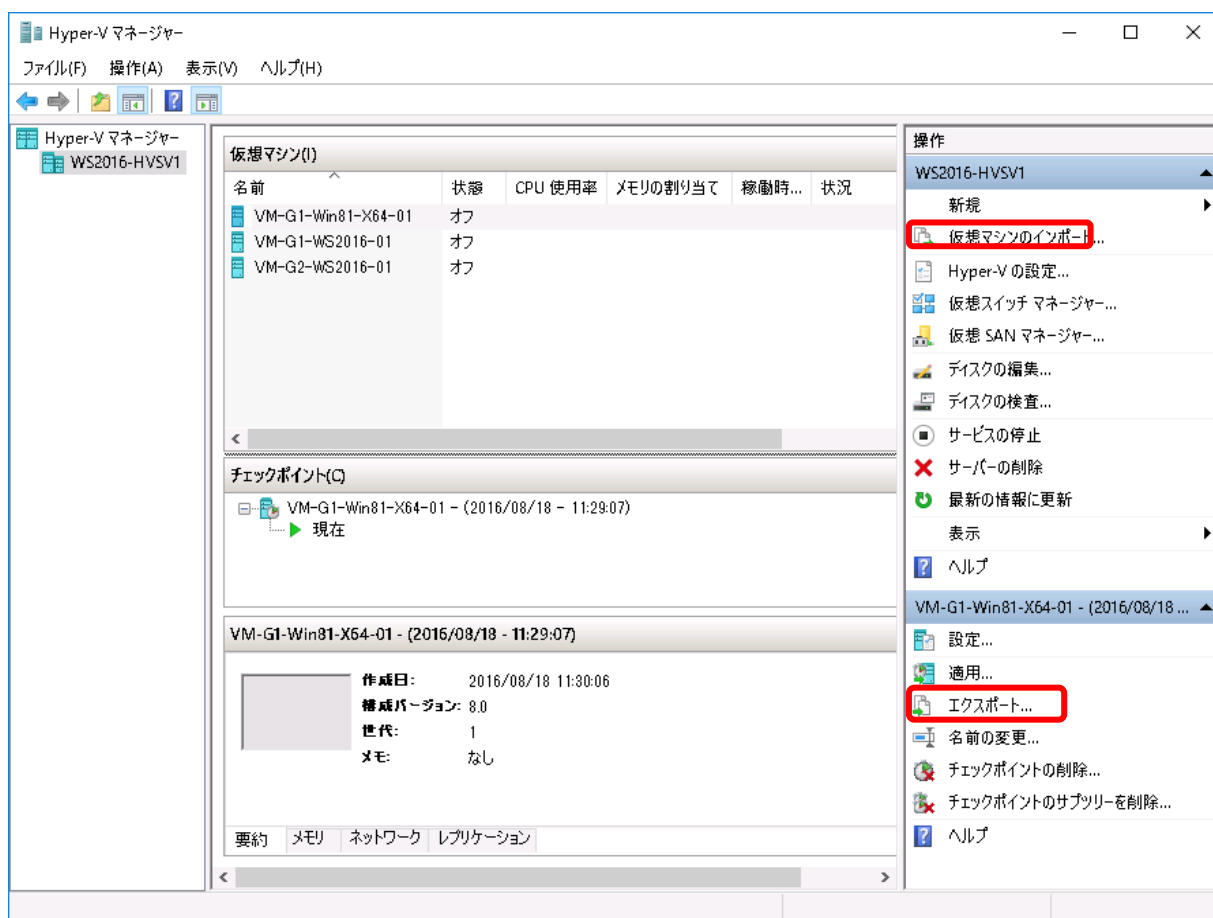 Hyper-V マネージャー
ファイル(F) 操作(A) 表示(V) ヘルプ(H)
Hyper-V マネージャー
WS2016-HVSV1
仮想マシン(I)
名前 状態 CPU 使用率 メモリの割り当て 稼働時... 状況
VM-G1-Win81-X64-01 オフ
VM-G1-WS2016-01 オフ
VM-G2-WS2016-01 オフ
チェックポイント(C)
VM-G1-Win81-X64-01 - (2016/08/18 - 11:29:07)
現在
VM-G1-Win81-X64-01 - (2016/08/18 - 11:29:07)
作成日: 2016/08/18 11:30:06
構成バージョン: 8.0
世代: 1
メモ: なし
要約 メモリ ネットワーク レプリケーション
操作
WS2016-HVSV1
新規
仮想マシンのインポート...
Hyper-V の設定...
仮想スイッチ マネージャー...
仮想 SAN マネージャー...
ディスクの編集...
ディスクの検査...
サービスの停止
サーバーの削除
最新の情報に更新
表示
ヘルプ
VM-G1-Win81-X64-01 - (2016/08/18 ...
設定...
適用...
エクスポート...
名前の変更...
チェックポイントの削除...
チェックポイントのサブツリーを削除...
ヘルプ